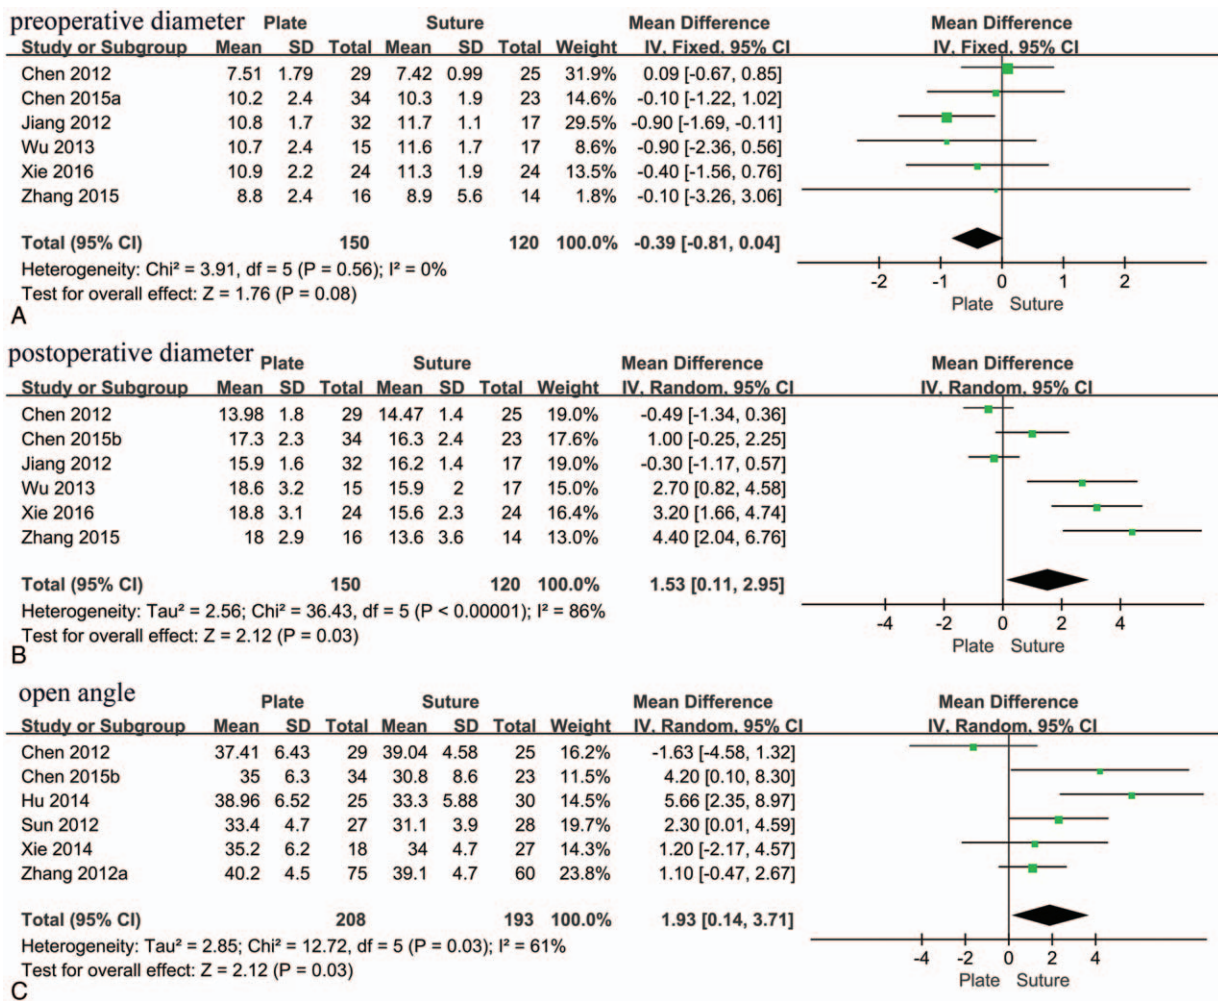 preoperative diameter Plate Suture Mean Difference Mean Difference
Study or Subgroup Mean SD Total Mean SD Total Weight IV, Fixed, 95% CI IV, Fixed, 95% CI
Chen 2012 7.51 1.79 29 7.42 0.99 25 31.9% 0.09 [-0.67, 0.85]
Chen 2015a 10.2 2.4 34 10.3 1.9 23 14.6% -0.10 [-1.22, 1.02]
Jiang 2012 10.8 1.7 32 11.7 1.1 17 29.5% -0.90 [-1.69, -0.11]
Wu 2013 10.7 2.4 15 11.6 1.7 17 8.6% -0.90 [-2.36, 0.56]
Xie 2016 10.9 2.2 24 11.3 1.9 24 13.5% -0.40 [-1.56, 0.76]
Zhang 2015 8.8 2.4 16 8.9 5.6 14 1.8% -0.10 [-3.26, 3.06]
Total (95% CI) 150 120 100.0% -0.39 [-0.81, 0.04]
Heterogeneity: Chi² = 3.91, df = 5 (P = 0.56); I² = 0%
Test for overall effect: Z = 1.76 (P = 0.08)
-2 -1 0 1 2
Plate Suture
A
postoperative diameter Plate Suture Mean Difference Mean Difference
Study or Subgroup Mean SD Total Mean SD Total Weight IV, Random, 95% CI IV, Random, 95% CI
Chen 2012 13.98 1.8 29 14.47 1.4 25 19.0% -0.49 [-1.34, 0.36]
Chen 2015b 17.3 2.3 34 16.3 2.4 23 17.6% 1.00 [-0.25, 2.25]
Jiang 2012 15.9 1.6 32 16.2 1.4 17 19.0% -0.30 [-1.17, 0.57]
Wu 2013 18.6 3.2 15 15.9 2 17 15.0% 2.70 [0.82, 4.58]
Xie 2016 18.8 3.1 24 15.6 2.3 24 16.4% 3.20 [1.66, 4.74]
Zhang 2015 18 2.9 16 13.6 3.6 14 13.0% 4.40 [2.04, 6.76]
Total (95% CI) 150 120 100.0% 1.53 [0.11, 2.95]
Heterogeneity: Tau² = 2.56; Chi² = 36.43, df = 5 (P < 0.00001); I² = 86%
Test for overall effect: Z = 2.12 (P = 0.03)
-4 -2 0 2 4
Plate Suture
B
open angle Plate Suture Mean Difference Mean Difference
Study or Subgroup Mean SD Total Mean SD Total Weight IV, Random, 95% CI IV, Random, 95% CI
Chen 2012 37.41 6.43 29 39.04 4.58 25 16.2% -1.63 [-4.58, 1.32]
Chen 2015b 35 6.3 34 30.8 8.6 23 11.5% 4.20 [0.10, 8.30]
Hu 2014 38.96 6.52 25 33.3 5.88 30 14.5% 5.66 [2.35, 8.97]
Sun 2012 33.4 4.7 27 31.1 3.9 28 19.7% 2.30 [0.01, 4.59]
Xie 2014 35.2 6.2 18 34 4.7 27 14.3% 1.20 [-2.17, 4.57]
Zhang 2012a 40.2 4.5 75 39.1 4.7 60 23.8% 1.10 [-0.47, 2.67]
Total (95% CI) 208 193 100.0% 1.93 [0.14, 3.71]
Heterogeneity: Tau² = 2.85; Chi² = 12.72, df = 5 (P = 0.03); I² = 61%
Test for overall effect: Z = 2.12 (P = 0.03)
-4 -2 0 2 4
Plate Suture
C